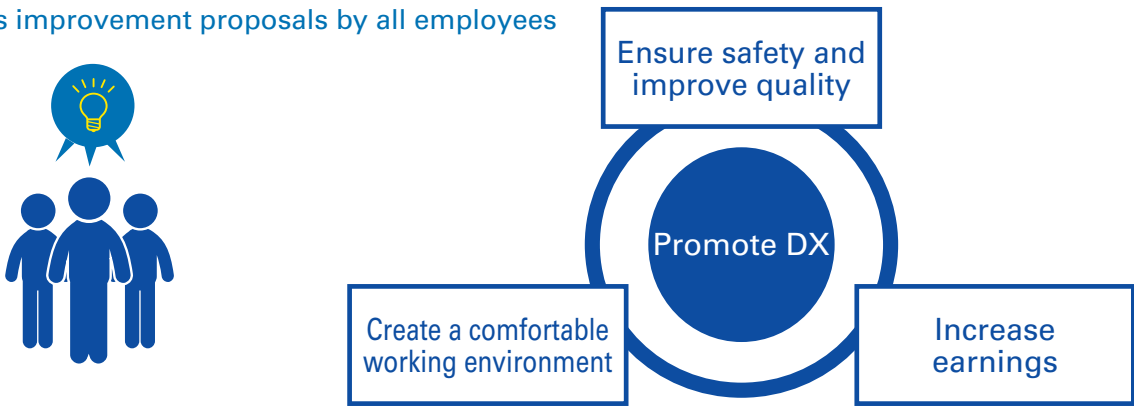 s improvement proposals by all employees
Ensure safety and
improve quality
Promote DX
Create a comfortable
working environment
Increase
earnings